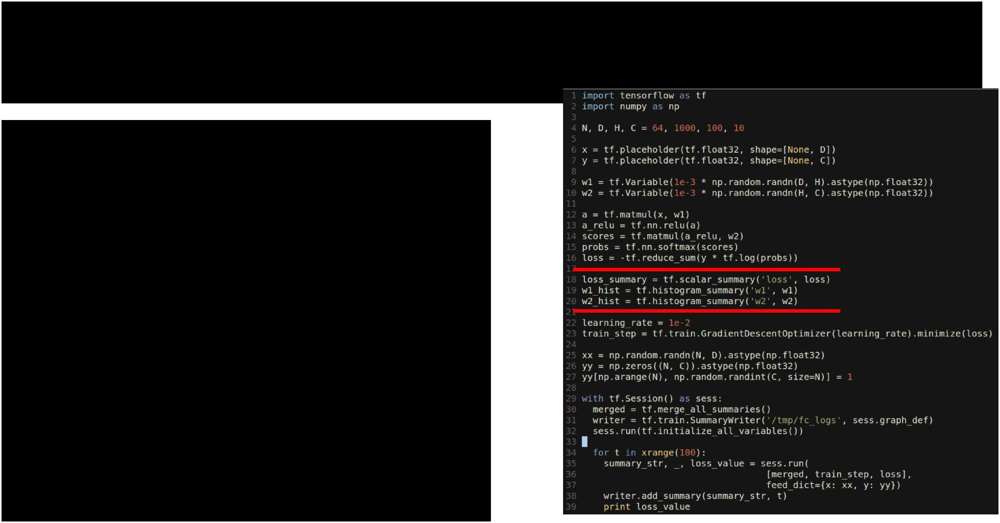 1 import tensorflow as tf
2 import numpy as np
3
4 N, D, H, C = 64, 1000, 100, 10
5
6 x = tf.placeholder(tf.float32, shape=[None, D])
7 y = tf.placeholder(tf.float32, shape=[None, C])
8
9 w1 = tf.Variable(1e-3 * np.random.randn(D, H).astype(np.float32))
10 w2 = tf.Variable(1e-3 * np.random.randn(H, C).astype(np.float32))
11
12 a = tf.matmul(x, w1)
13 a_relu = tf.nn.relu(a)
14 scores = tf.matmul(a_relu, w2)
15 probs = tf.nn.softmax(scores)
16 loss = -tf.reduce_sum(y * tf.log(probs))
17
18 loss_summary = tf.scalar_summary('loss', loss)
19 w1_hist = tf.histogram_summary('w1', w1)
20 w2_hist = tf.histogram_summary('w2', w2)
21
22 learning_rate = 1e-2
23 train_step = tf.train.GradientDescentOptimizer(learning_rate).minimize(loss)
24
25 xx = np.random.randn(N, D).astype(np.float32)
26 yy = np.zeros((N, C)).astype(np.float32)
27 yy[np.arange(N), np.random.randint(C, size=N)] = 1
28
29 with tf.Session() as sess:
30   merged = tf.merge_all_summaries()
31   writer = tf.train.SummaryWriter('/tmp/fc_logs', sess.graph_def)
32   sess.run(tf.initialize_all_variables())
33
34   for t in xrange(100):
35     summary_str, _, loss_value = sess.run(
36                                   [merged, train_step, loss],
37                                   feed_dict={x: xx, y: yy})
38     writer.add_summary(summary_str, t)
39     print loss_value